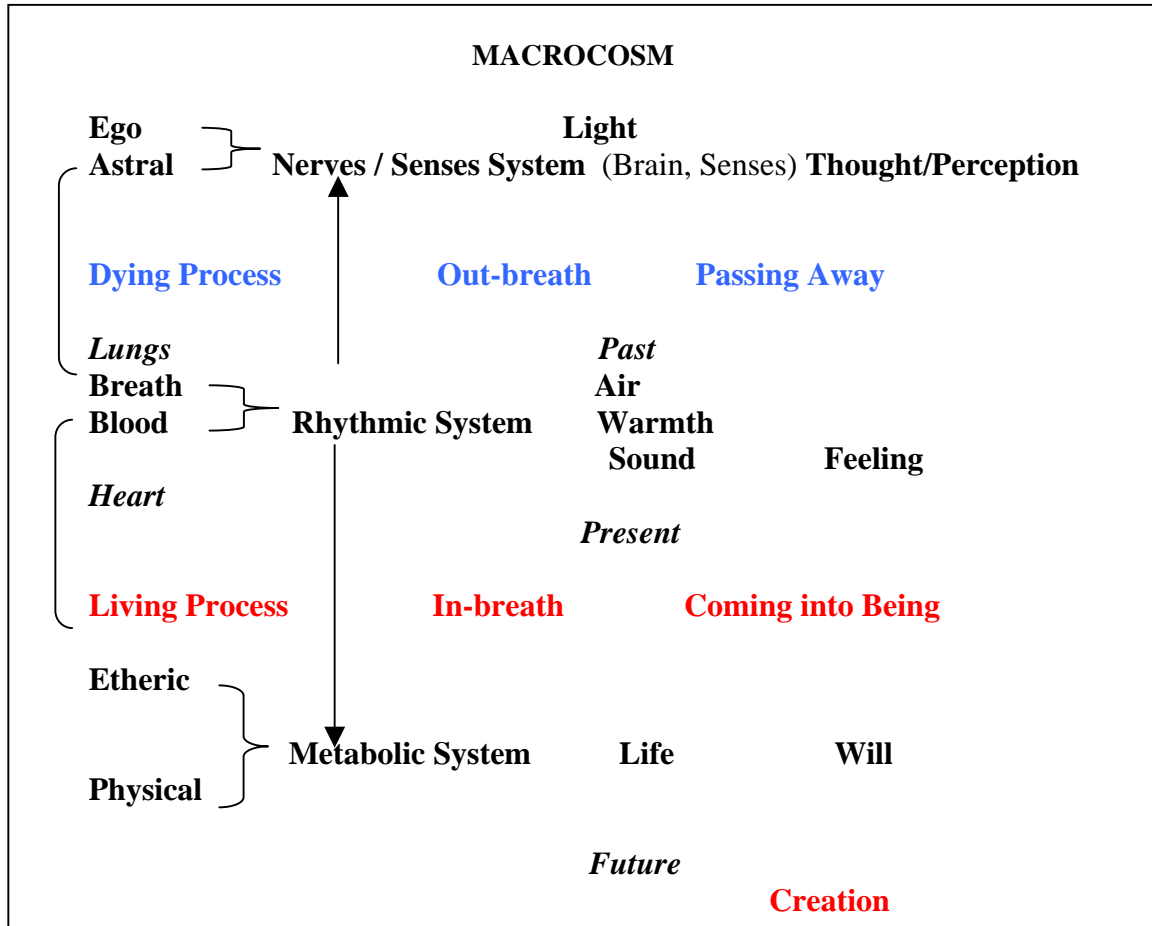 MACROCOSM
Ego Light
Astral Nerves / Senses System (Brain, Senses) Thought/Perception
Dying Process Out-breath Passing Away
Lungs Past
Breath Air
Blood Rhythmic System Warmth
Sound Feeling
Heart
Present
Living Process In-breath Coming into Being
Etheric
Metabolic System Life Will
Physical
Future
Creation